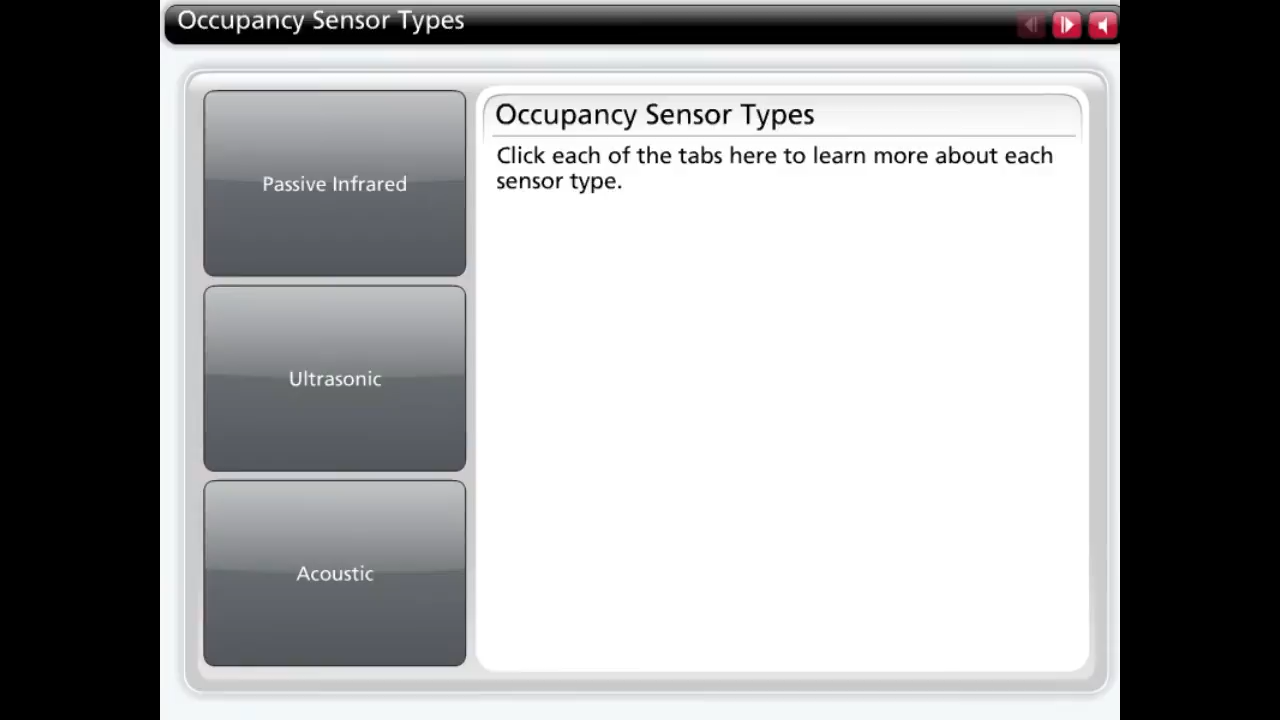 Occupancy Sensor Types
Passive Infrared
Ultrasonic
Acoustic
Occupancy Sensor Types
Click each of the tabs here to learn more about each
sensor type.